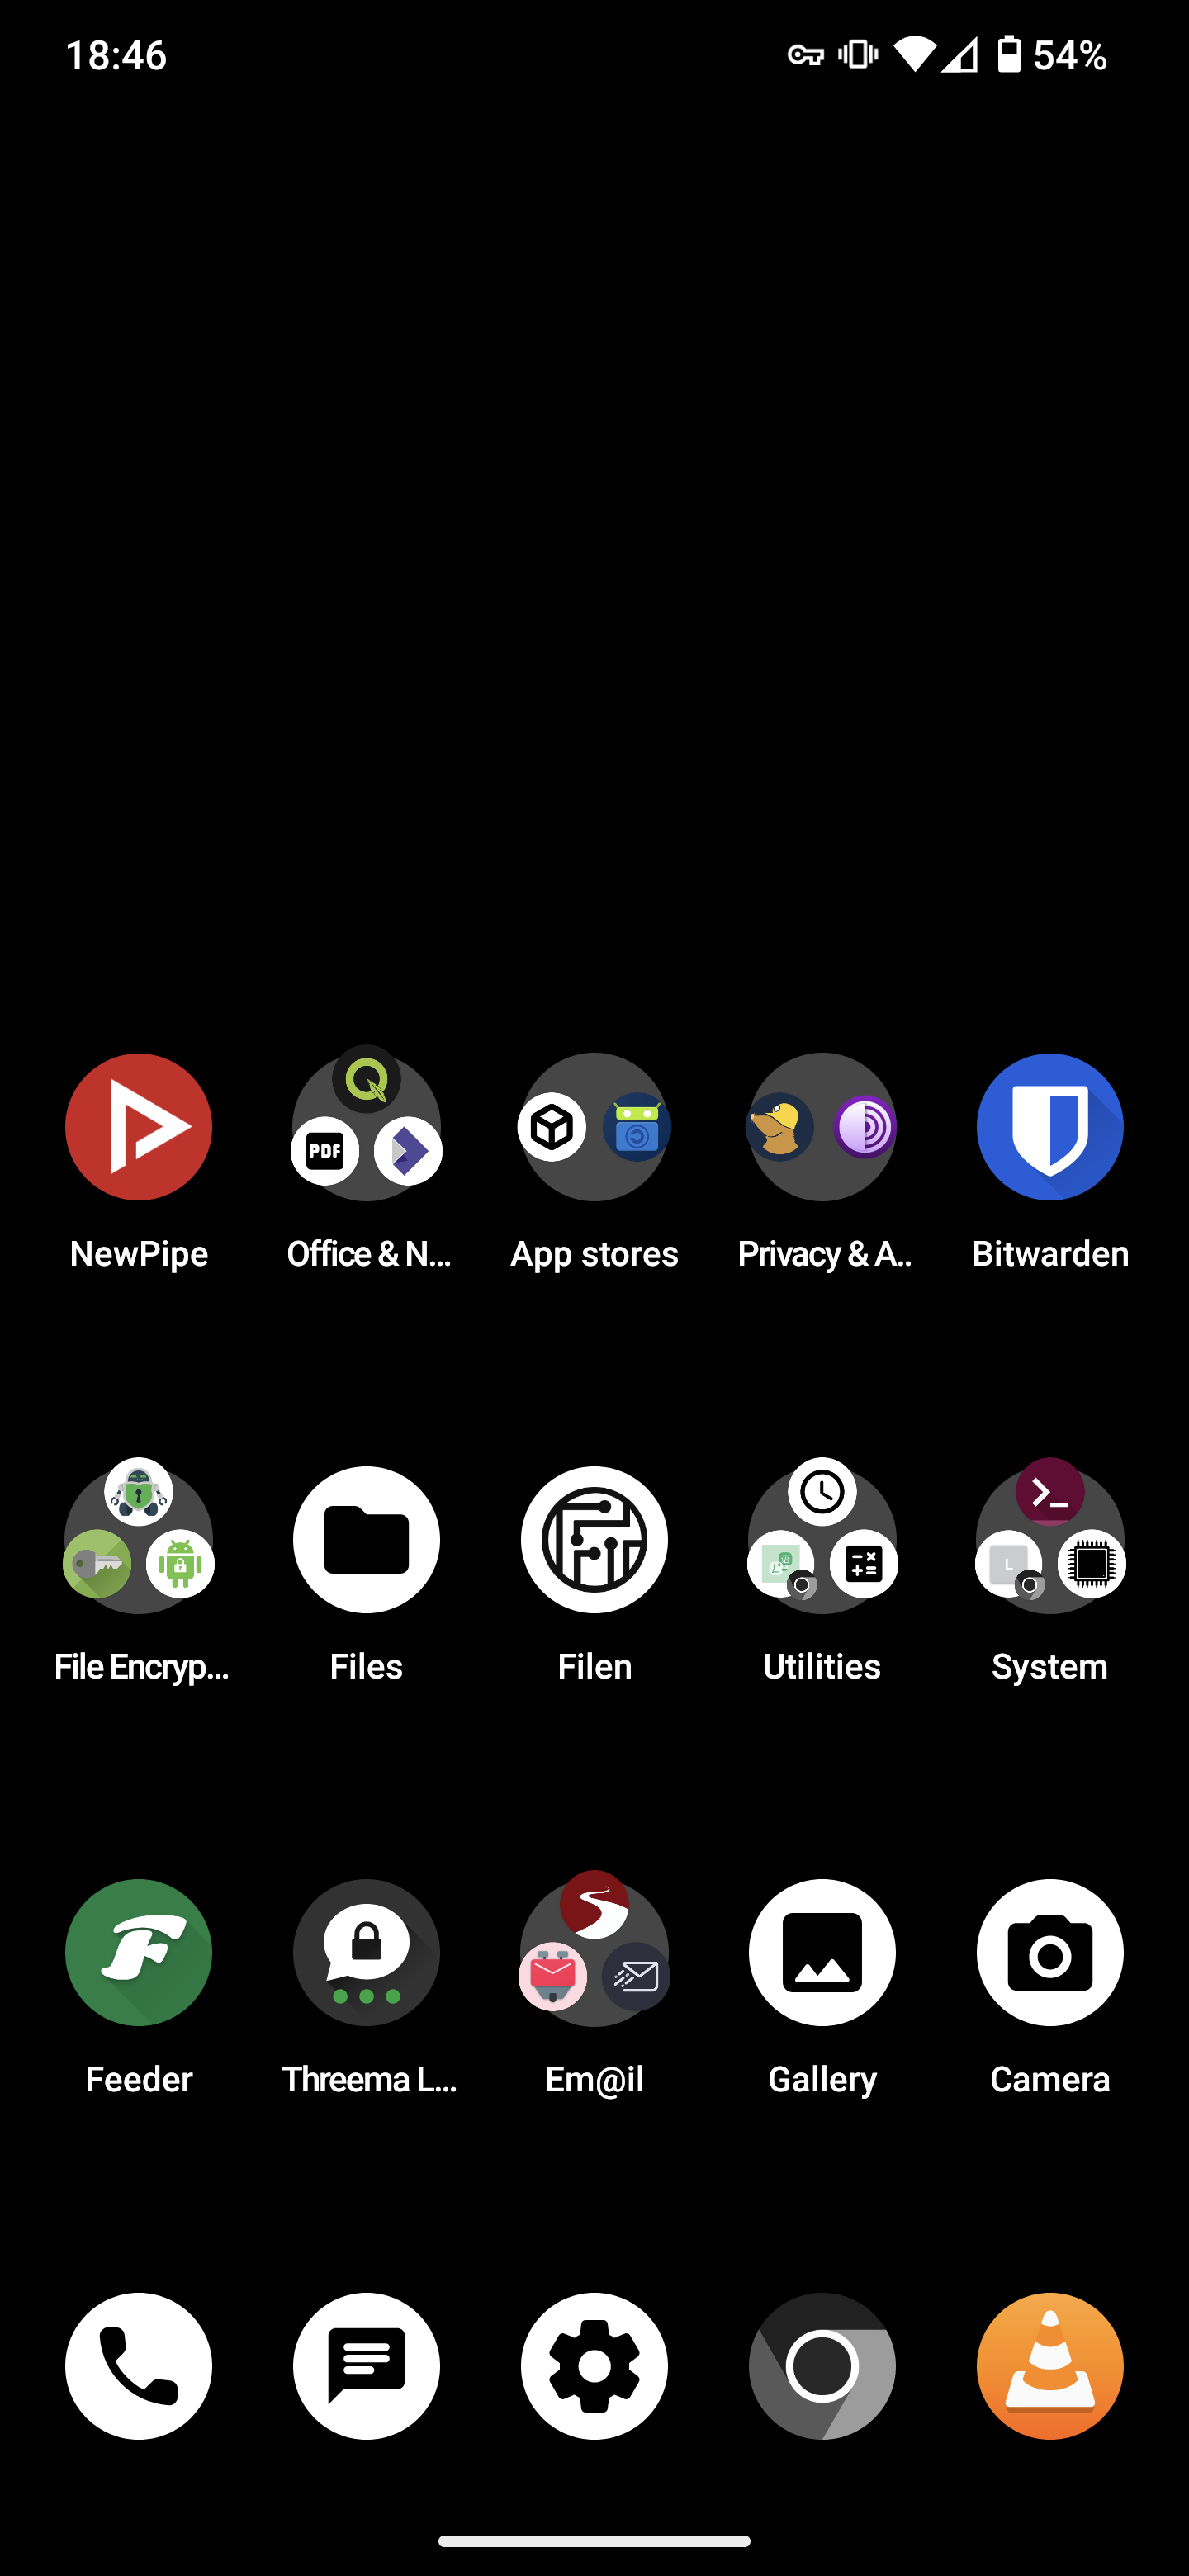 18:46 54%
PDF
NewPipe Office & N... App stores Privacy & A.. Bitwarden
L
File Encryp... Files Filen Utilities System
Feeder Threema L... Em@il Gallery Camera